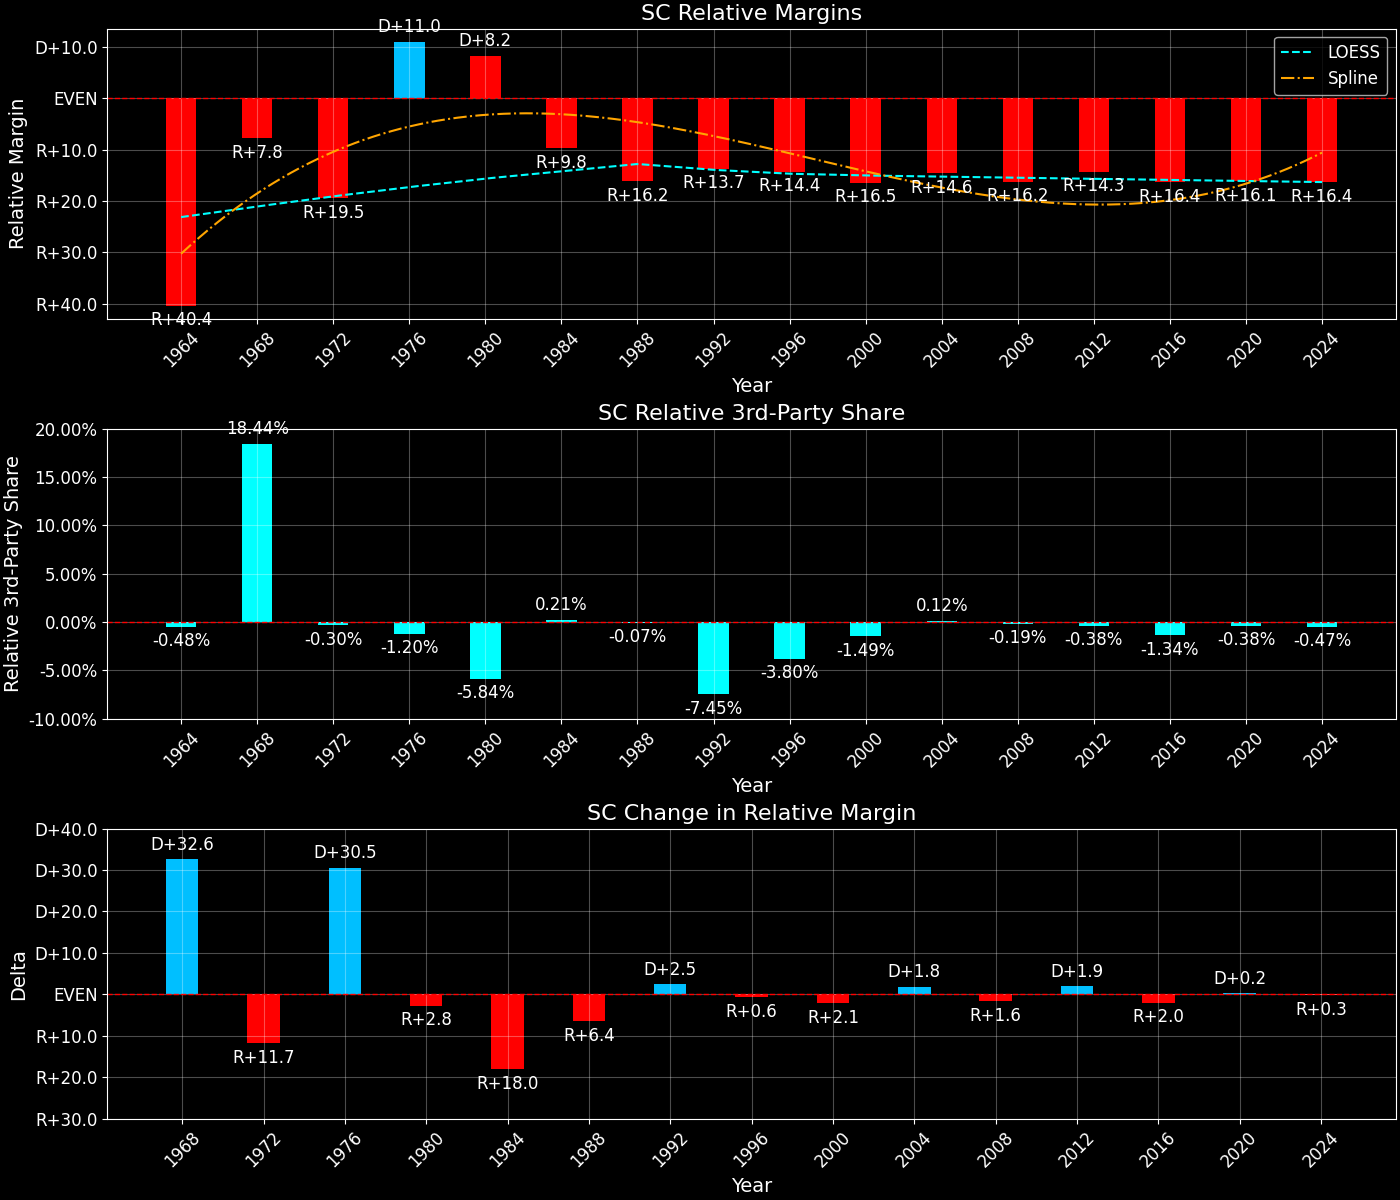 SC Relative Margins
Relative Margin
D+10.0
EVEN
R+10.0
R+20.0
R+30.0
R+40.0
LOESS
Spline
R+40.4
R+7.8
R+19.5
D+11.0
D+8.2
R+9.8
R+16.2
R+13.7
R+14.4
R+16.5
R+14.6
R+16.2
R+14.3
R+16.4
R+16.1
R+16.4
1964
1968
1972
1976
1980
1984
1988
1992
1996
2000
2004
2008
2012
2016
2020
2024
Year
SC Relative 3rd-Party Share
Relative 3rd-Party Share
20.00%
15.00%
10.00%
5.00%
0.00%
-5.00%
-10.00%
-0.48%
18.44%
-0.30%
-1.20%
-5.84%
0.21%
-0.07%
-7.45%
-3.80%
-1.49%
0.12%
-0.19%
-0.38%
-1.34%
-0.38%
-0.47%
1964
1968
1972
1976
1980
1984
1988
1992
1996
2000
2004
2008
2012
2016
2020
2024
Year
SC Change in Relative Margin
Delta
D+40.0
D+30.0
D+20.0
D+10.0
EVEN
R+10.0
R+20.0
R+30.0
D+32.6
R+11.7
D+30.5
R+2.8
R+18.0
R+6.4
D+2.5
R+0.6
R+2.1
D+1.8
R+1.6
D+1.9
R+2.0
D+0.2
R+0.3
1968
1972
1976
1980
1984
1988
1992
1996
2000
2004
2008
2012
2016
2020
2024
Year